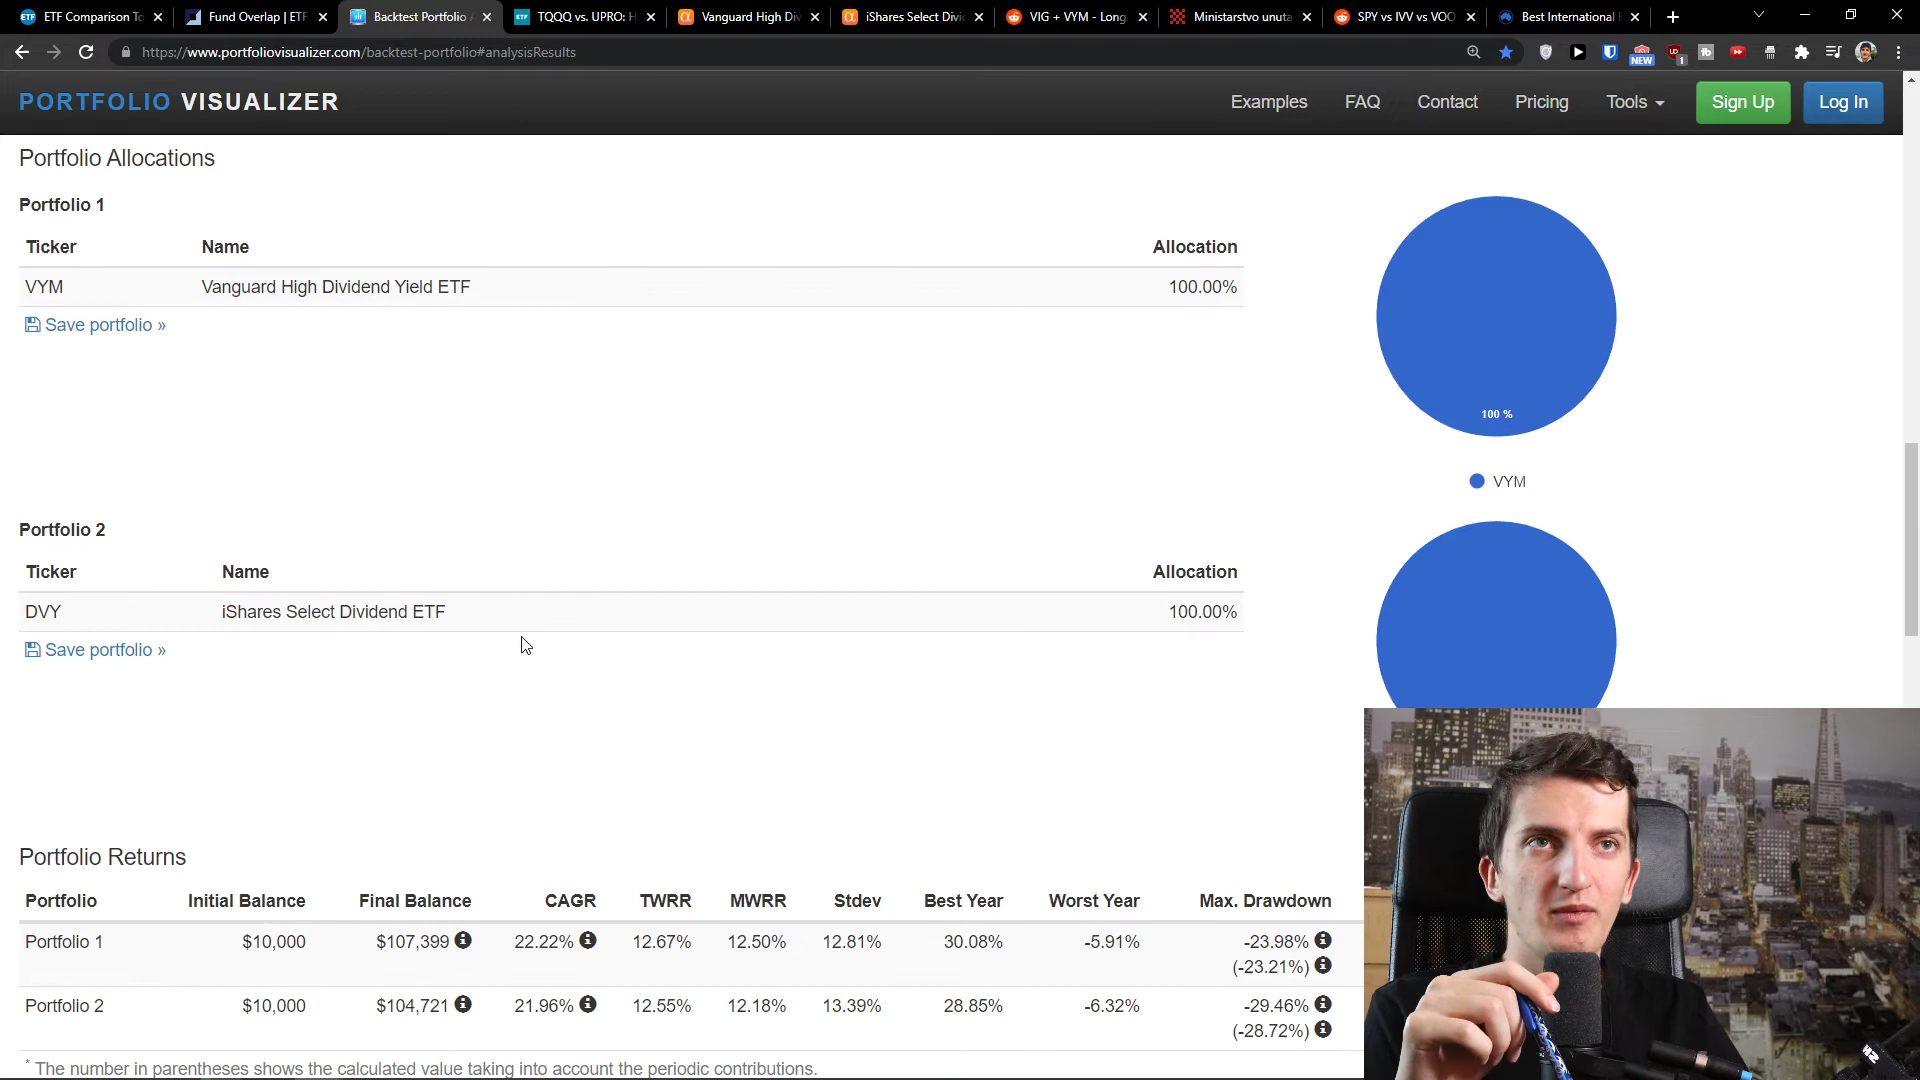 ETF Comparison To
Fund Overlap | ETF
Backtest Portfolio A
TQQQ vs. UPRO: H
Vanguard High Div
iShares Select Divid
VIG + VYM - Long
Ministarstvo unuta
SPY vs IVV vs VOO
Best International E
https://www.portfoliovisualizer.com/backtest-portfolio#analysisResults
NEW
1
PORTFOLIO VISUALIZER
Examples
FAQ
Contact
Pricing
Tools
Sign Up
Log In
Portfolio Allocations
Portfolio 1
Ticker Name Allocation
VYM Vanguard High Dividend Yield ETF 100.00%
Save portfolio »
100 %
VYM
Portfolio 2
Ticker Name Allocation
DVY iShares Select Dividend ETF 100.00%
Save portfolio »
Portfolio Returns
Portfolio Initial Balance Final Balance CAGR TWRR MWRR Stdev Best Year Worst Year Max. Drawdown
Portfolio 1 $10,000 $107,399 22.22% 12.67% 12.50% 12.81% 30.08% -5.91% -23.98%
(-23.21%)
Portfolio 2 $10,000 $104,721 21.96% 12.55% 12.18% 13.39% 28.85% -6.32% -29.46%
(-28.72%)
* The number in parentheses shows the calculated value taking into account the periodic contributions.